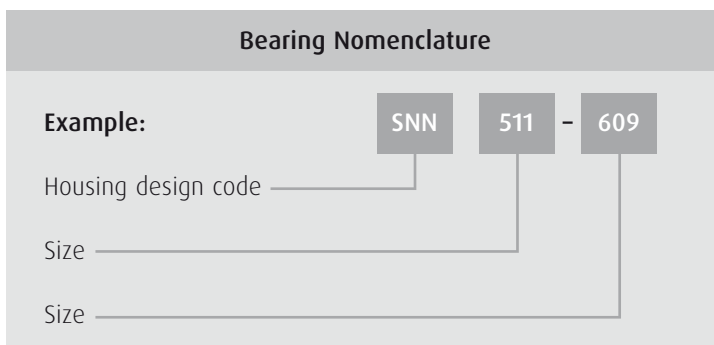 Bearing Nomenclature
Example: SNN 511 - 609
Housing design code
Size
Size